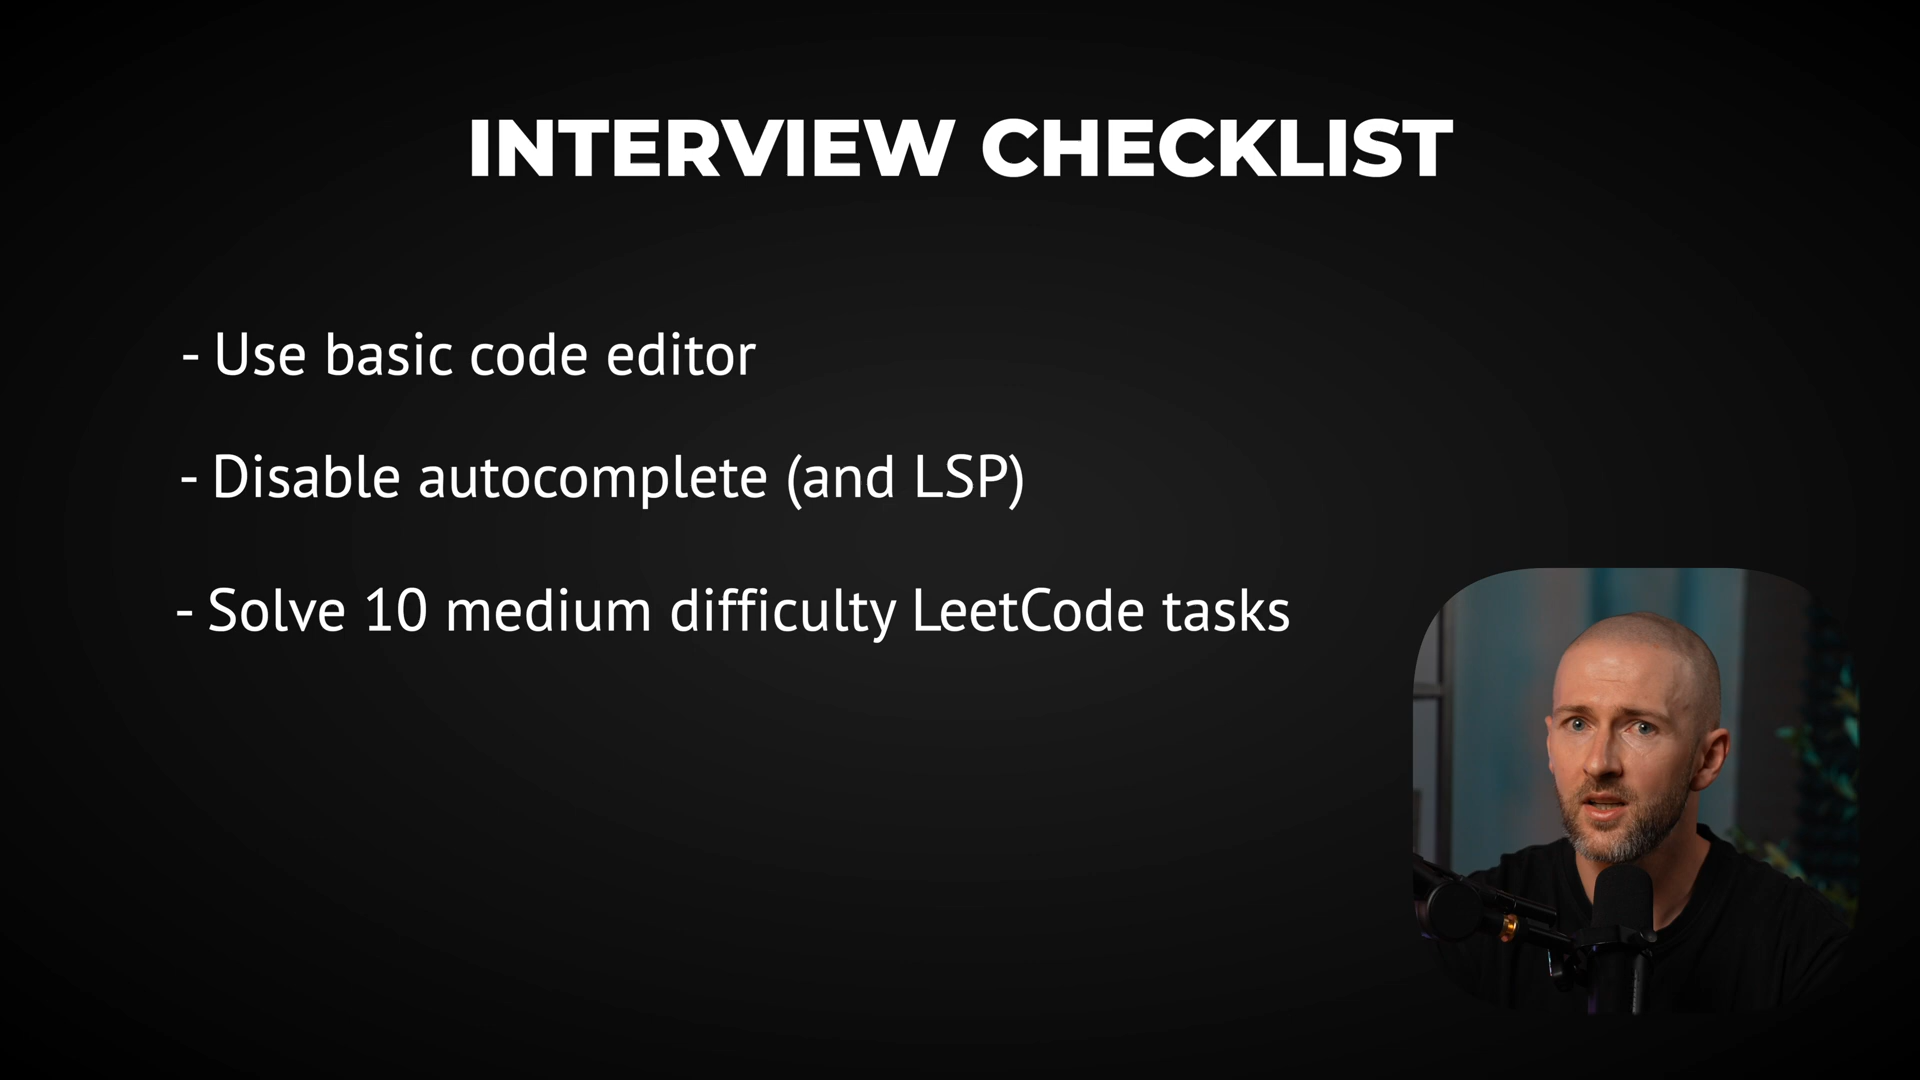 INTERVIEW CHECKLIST
- Use basic code editor
- Disable autocomplete (and LSP)
- Solve 10 medium difficulty LeetCode tasks